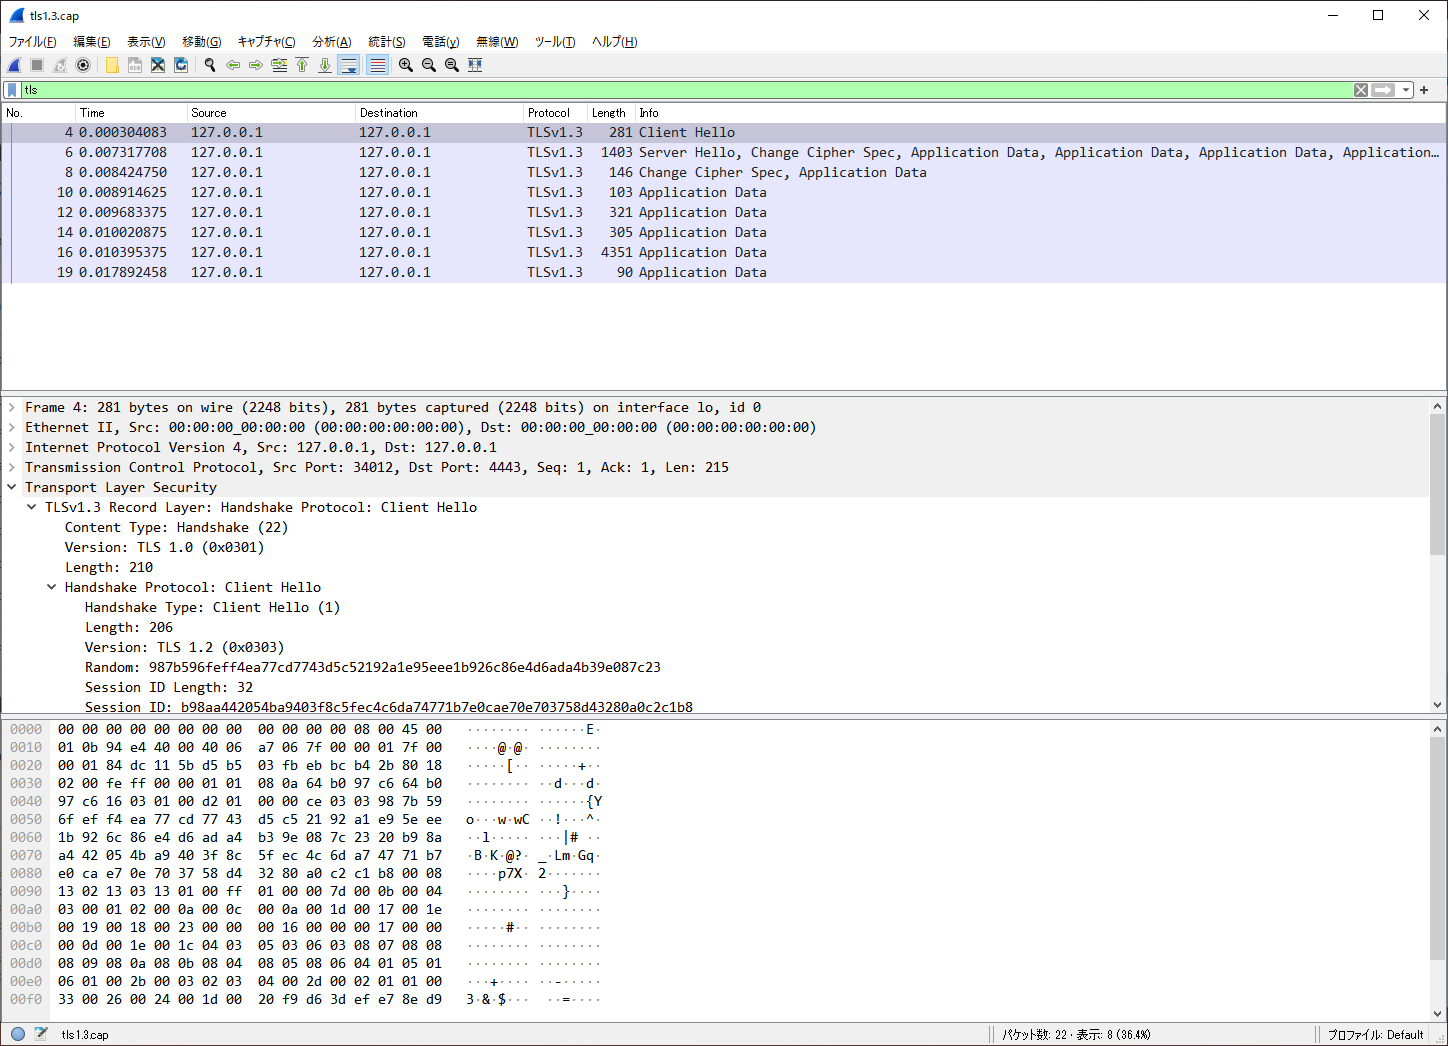 tls1.3.cap
ファイル(F) 編集(E) 表示(V) 移動(G) キャプチャ(C) 分析(A) 統計(S) 電話(y) 無線(W) ツール(T) ヘルプ(H)
tls
No. Time Source Destination Protocol Length Info
4 0.000304083 127.0.0.1 127.0.0.1 TLSv1.3 281 Client Hello
6 0.007317708 127.0.0.1 127.0.0.1 TLSv1.3 1403 Server Hello, Change Cipher Spec, Application Data, Application Data, Application Data, Application…
8 0.008424750 127.0.0.1 127.0.0.1 TLSv1.3 146 Change Cipher Spec, Application Data
10 0.008914625 127.0.0.1 127.0.0.1 TLSv1.3 103 Application Data
12 0.009683375 127.0.0.1 127.0.0.1 TLSv1.3 321 Application Data
14 0.010020875 127.0.0.1 127.0.0.1 TLSv1.3 305 Application Data
16 0.010395375 127.0.0.1 127.0.0.1 TLSv1.3 4351 Application Data
19 0.017892458 127.0.0.1 127.0.0.1 TLSv1.3 90 Application Data
Frame 4: 281 bytes on wire (2248 bits), 281 bytes captured (2248 bits) on interface lo, id 0
Ethernet II, Src: 00:00:00_00:00:00 (00:00:00:00:00:00), Dst: 00:00:00_00:00:00 (00:00:00:00:00:00)
Internet Protocol Version 4, Src: 127.0.0.1, Dst: 127.0.0.1
Transmission Control Protocol, Src Port: 34012, Dst Port: 4443, Seq: 1, Ack: 1, Len: 215
Transport Layer Security
TLSv1.3 Record Layer: Handshake Protocol: Client Hello
Content Type: Handshake (22)
Version: TLS 1.0 (0x0301)
Length: 210
Handshake Protocol: Client Hello
Handshake Type: Client Hello (1)
Length: 206
Version: TLS 1.2 (0x0303)
Random: 987b596feff4ea77cd7743d5c52192a1e95eee1b926c86e4d6ada4b39e087c23
Session ID Length: 32
Session ID: b98aa442054ba9403f8c5fec4c6da74771b7e0cae70e703758d43280a0c2c1b8
0000 00 00 00 00 00 00 00 00 00 00 00 00 08 00 45 00 ········ ······E·
0010 01 0b 94 e4 40 00 40 06 a7 06 7f 00 00 01 7f 00 ····@·@· ········
0020 00 01 84 dc 11 5b d5 b5 03 fb eb bc b4 2b 80 18 ·····[·· ·····+··
0030 02 00 fe ff 00 00 01 01 08 0a 64 b0 97 c6 64 b0 ········ ··d···d·
0040 97 c6 16 03 01 00 d2 01 00 00 ce 03 03 98 7b 59 ········ ······{Y
0050 6f ef f4 ea 77 cd 77 43 d5 c5 21 92 a1 e9 5e ee o···w·wC ··!···^·
0060 1b 92 6c 86 e4 d6 ad a4 b3 9e 08 7c 23 20 b9 8a ··l····· ···|# ··
0070 a4 42 05 4b a9 40 3f 8c 5f ec 4c 6d a7 47 71 b7 ·B·K·@?· _·Lm·Gq·
0080 e0 ca e7 0e 70 37 58 d4 32 80 a0 c2 c1 b8 00 08 ····p7X· 2·······
0090 13 02 13 03 13 01 00 ff 01 00 00 7d 00 0b 00 04 ········ ···}····
00a0 03 00 01 02 00 0a 00 0c 00 0a 00 1d 00 17 00 1e ········ ········
00b0 00 19 00 18 00 23 00 00 00 16 00 00 00 17 00 00 ·····#·· ········
00c0 00 0d 00 1e 00 1c 04 03 05 03 06 03 08 07 08 08 ········ ········
00d0 08 09 08 0a 08 0b 08 04 08 05 08 06 04 01 05 01 ········ ········
00e0 06 01 00 2b 00 03 02 03 04 00 2d 00 02 01 01 00 ···+···· ··-·····
00f0 33 00 26 00 24 00 1d 00 20 f9 d6 3d ef e7 8e d9 3·&·$··· ··=····
tls1.3.cap パケット数: 22 · 表示: 8 (36.4%) プロファイル: Default